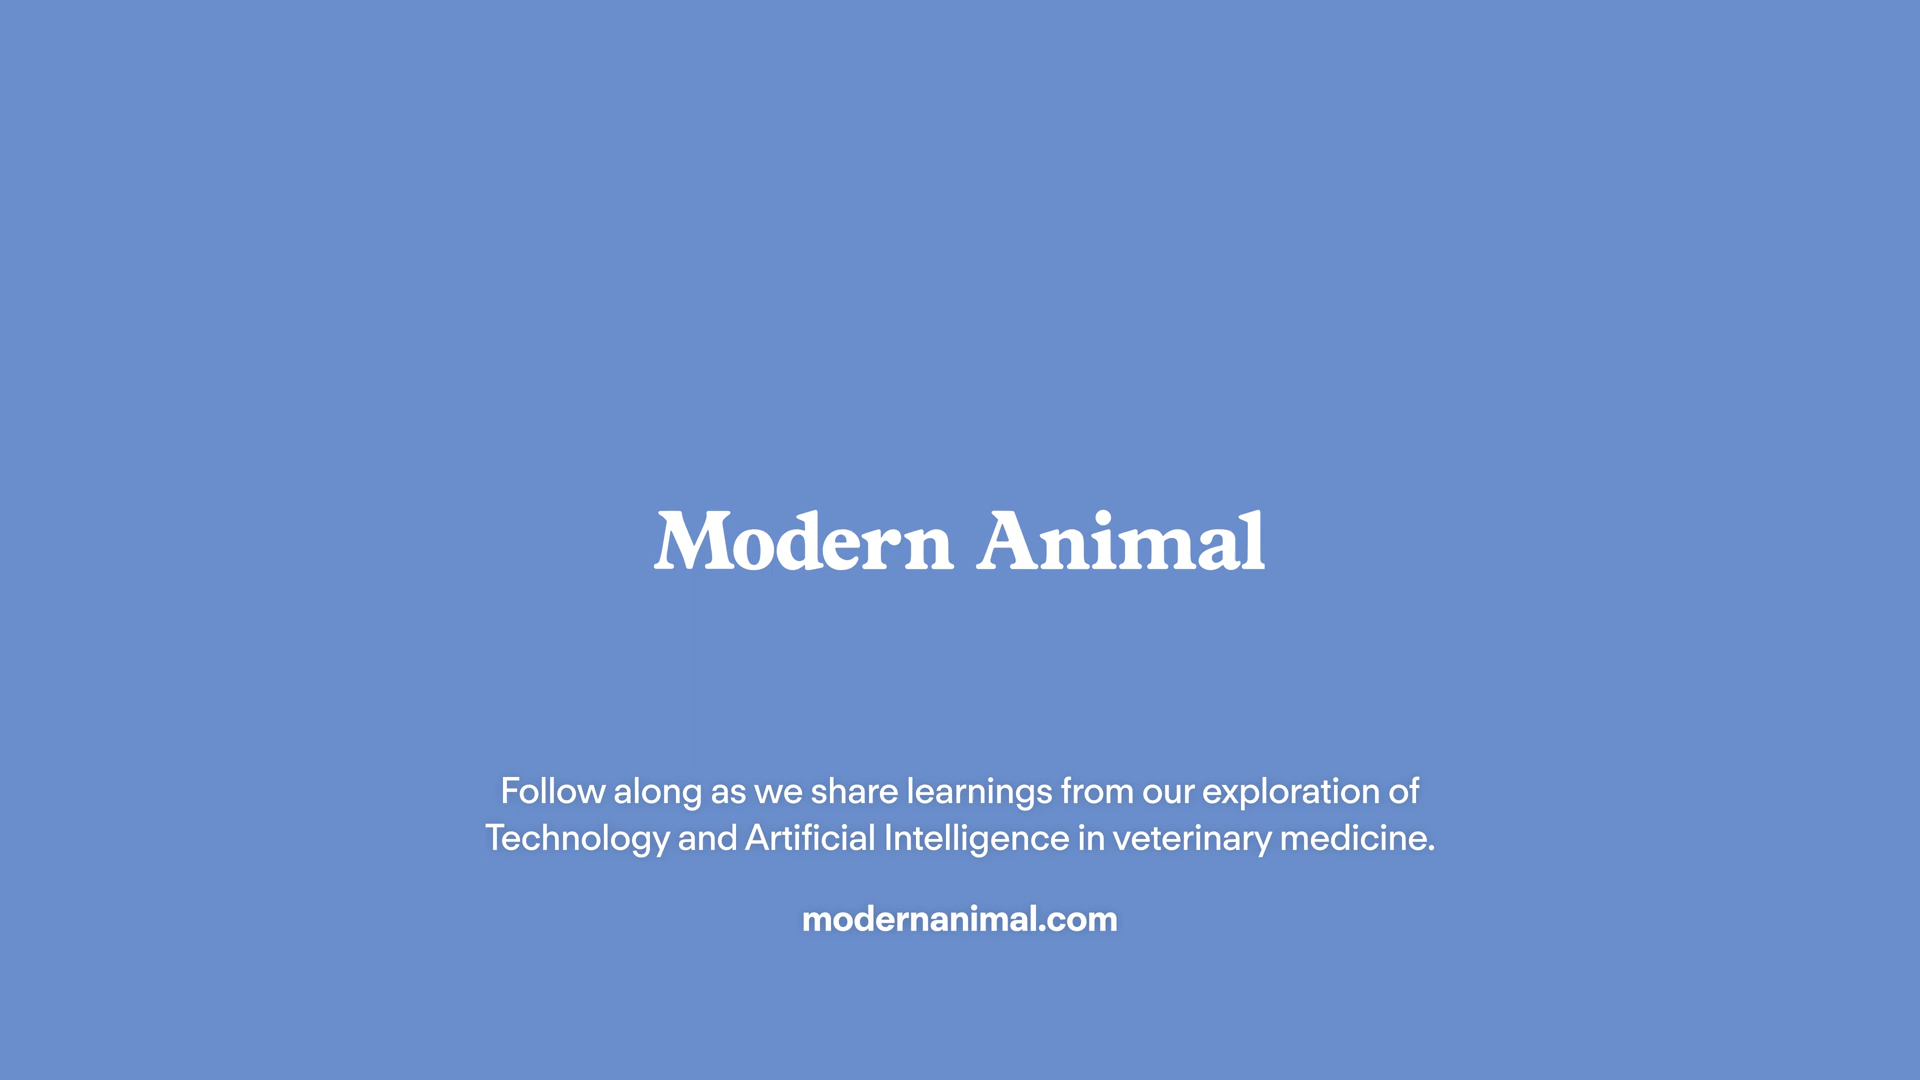 Modern Animal
Follow along as we share learnings from our exploration of
Technology and Artificial Intelligence in veterinary medicine.
modernanimal.com